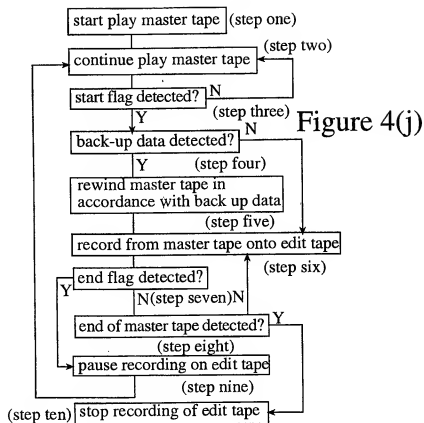 start play master tape (step one)
(step two)
continue play master tape
start flag detected? N
(step three)
Y
Figure 4(j)
N
back-up data detected?
Y (step four)
rewind master tape in
accordance with back up data
(step five)
record from master tape onto edit tape
(step six)
end flag detected?
Y
N(step seven)N
end of master tape detected? Y
(step eight)
pause recording on edit tape
(step nine)
(step ten) stop recording of edit tape